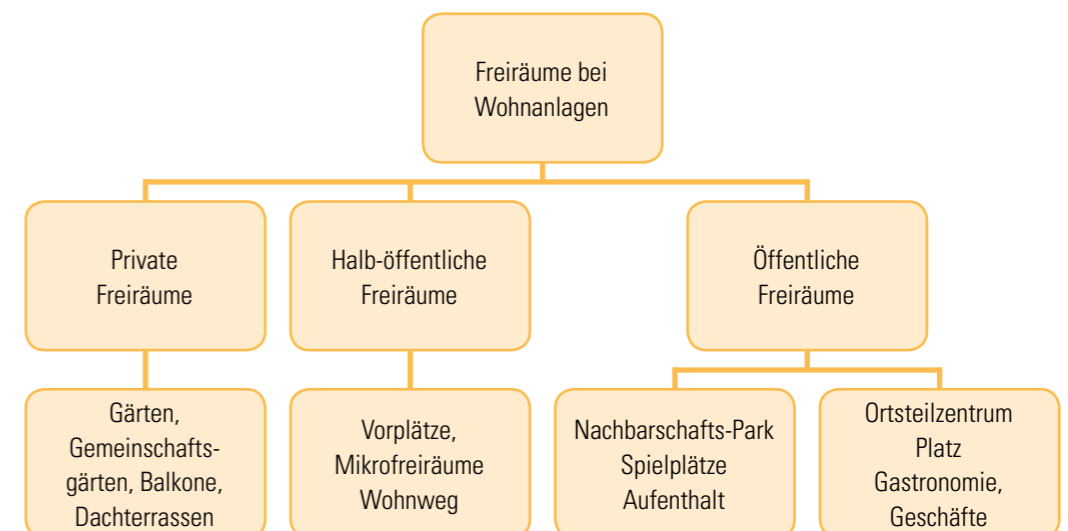 Freiräume bei
Wohnanlagen
Private
Freiräume
Halb-öffentliche
Freiräume
Öffentliche
Freiräume
Gärten,
Gemeinschafts-
gärten, Balkone,
Dachterrassen
Vorplätze,
Mikrofreiräume
Wohnweg
Nachbarschafts-Park
Spielplätze
Aufenthalt
Ortsteilzentrum
Platz
Gastronomie,
Geschäfte